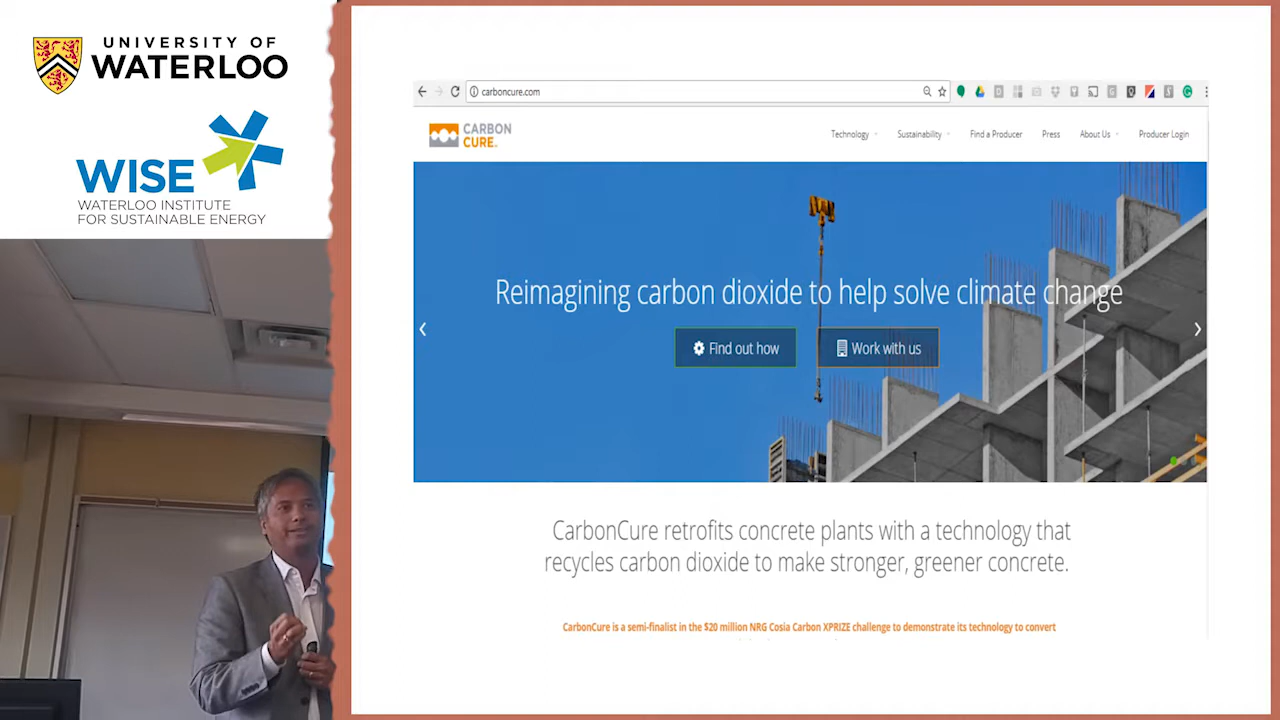 UNIVERSITY OF
WATERLOO
WISE
WATERLOO INSTITUTE
FOR SUSTAINABLE ENERGY
carboncure.com
CARBON
CURE
Technology
Sustainability
Find a Producer
Press
About Us
Producer Login
Reimagining carbon dioxide to help solve climate change
Find out how
Work with us
CarbonCure retrofits concrete plants with a technology that
recycles carbon dioxide to make stronger, greener concrete.
CarbonCure is a semi-finalist in the $20 million NRG Cosia Carbon XPRIZE challenge to demonstrate its technology to convert